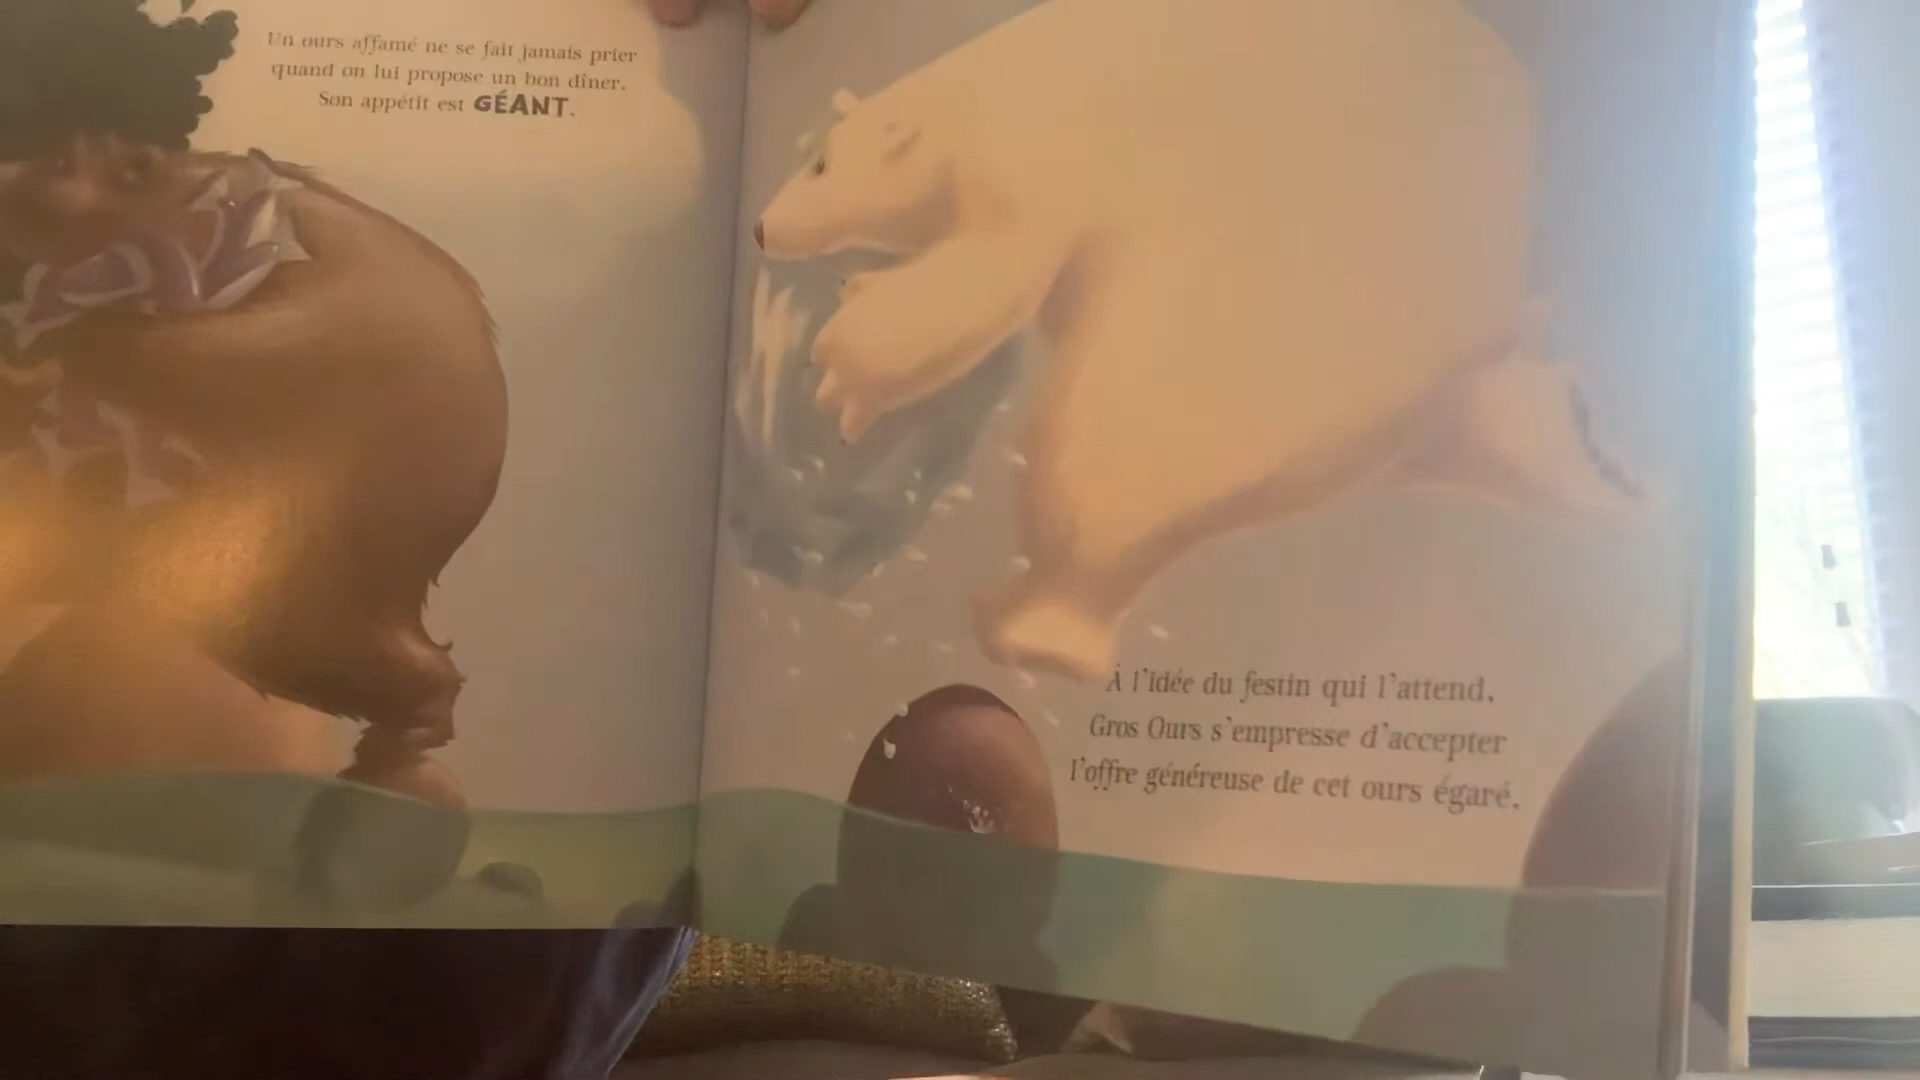 Un ours affamé ne se fait jamais prier
quand on lui propose un bon dîner.
Son appétit est GÉANT.
À l'idée du festin qui l'attend,
Gros Ours s'empresse d'accepter
l'offre généreuse de cet ours égaré.